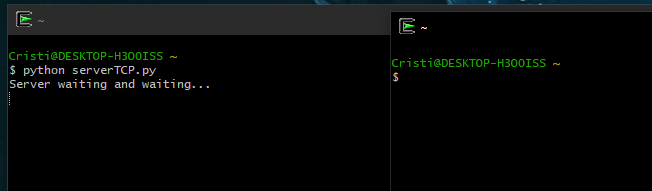 ~
Cristi@DESKTOP-H3OOISS ~
$ python serverTCP.py
Server waiting and waiting...
~
Cristi@DESKTOP-H3OOISS ~
$